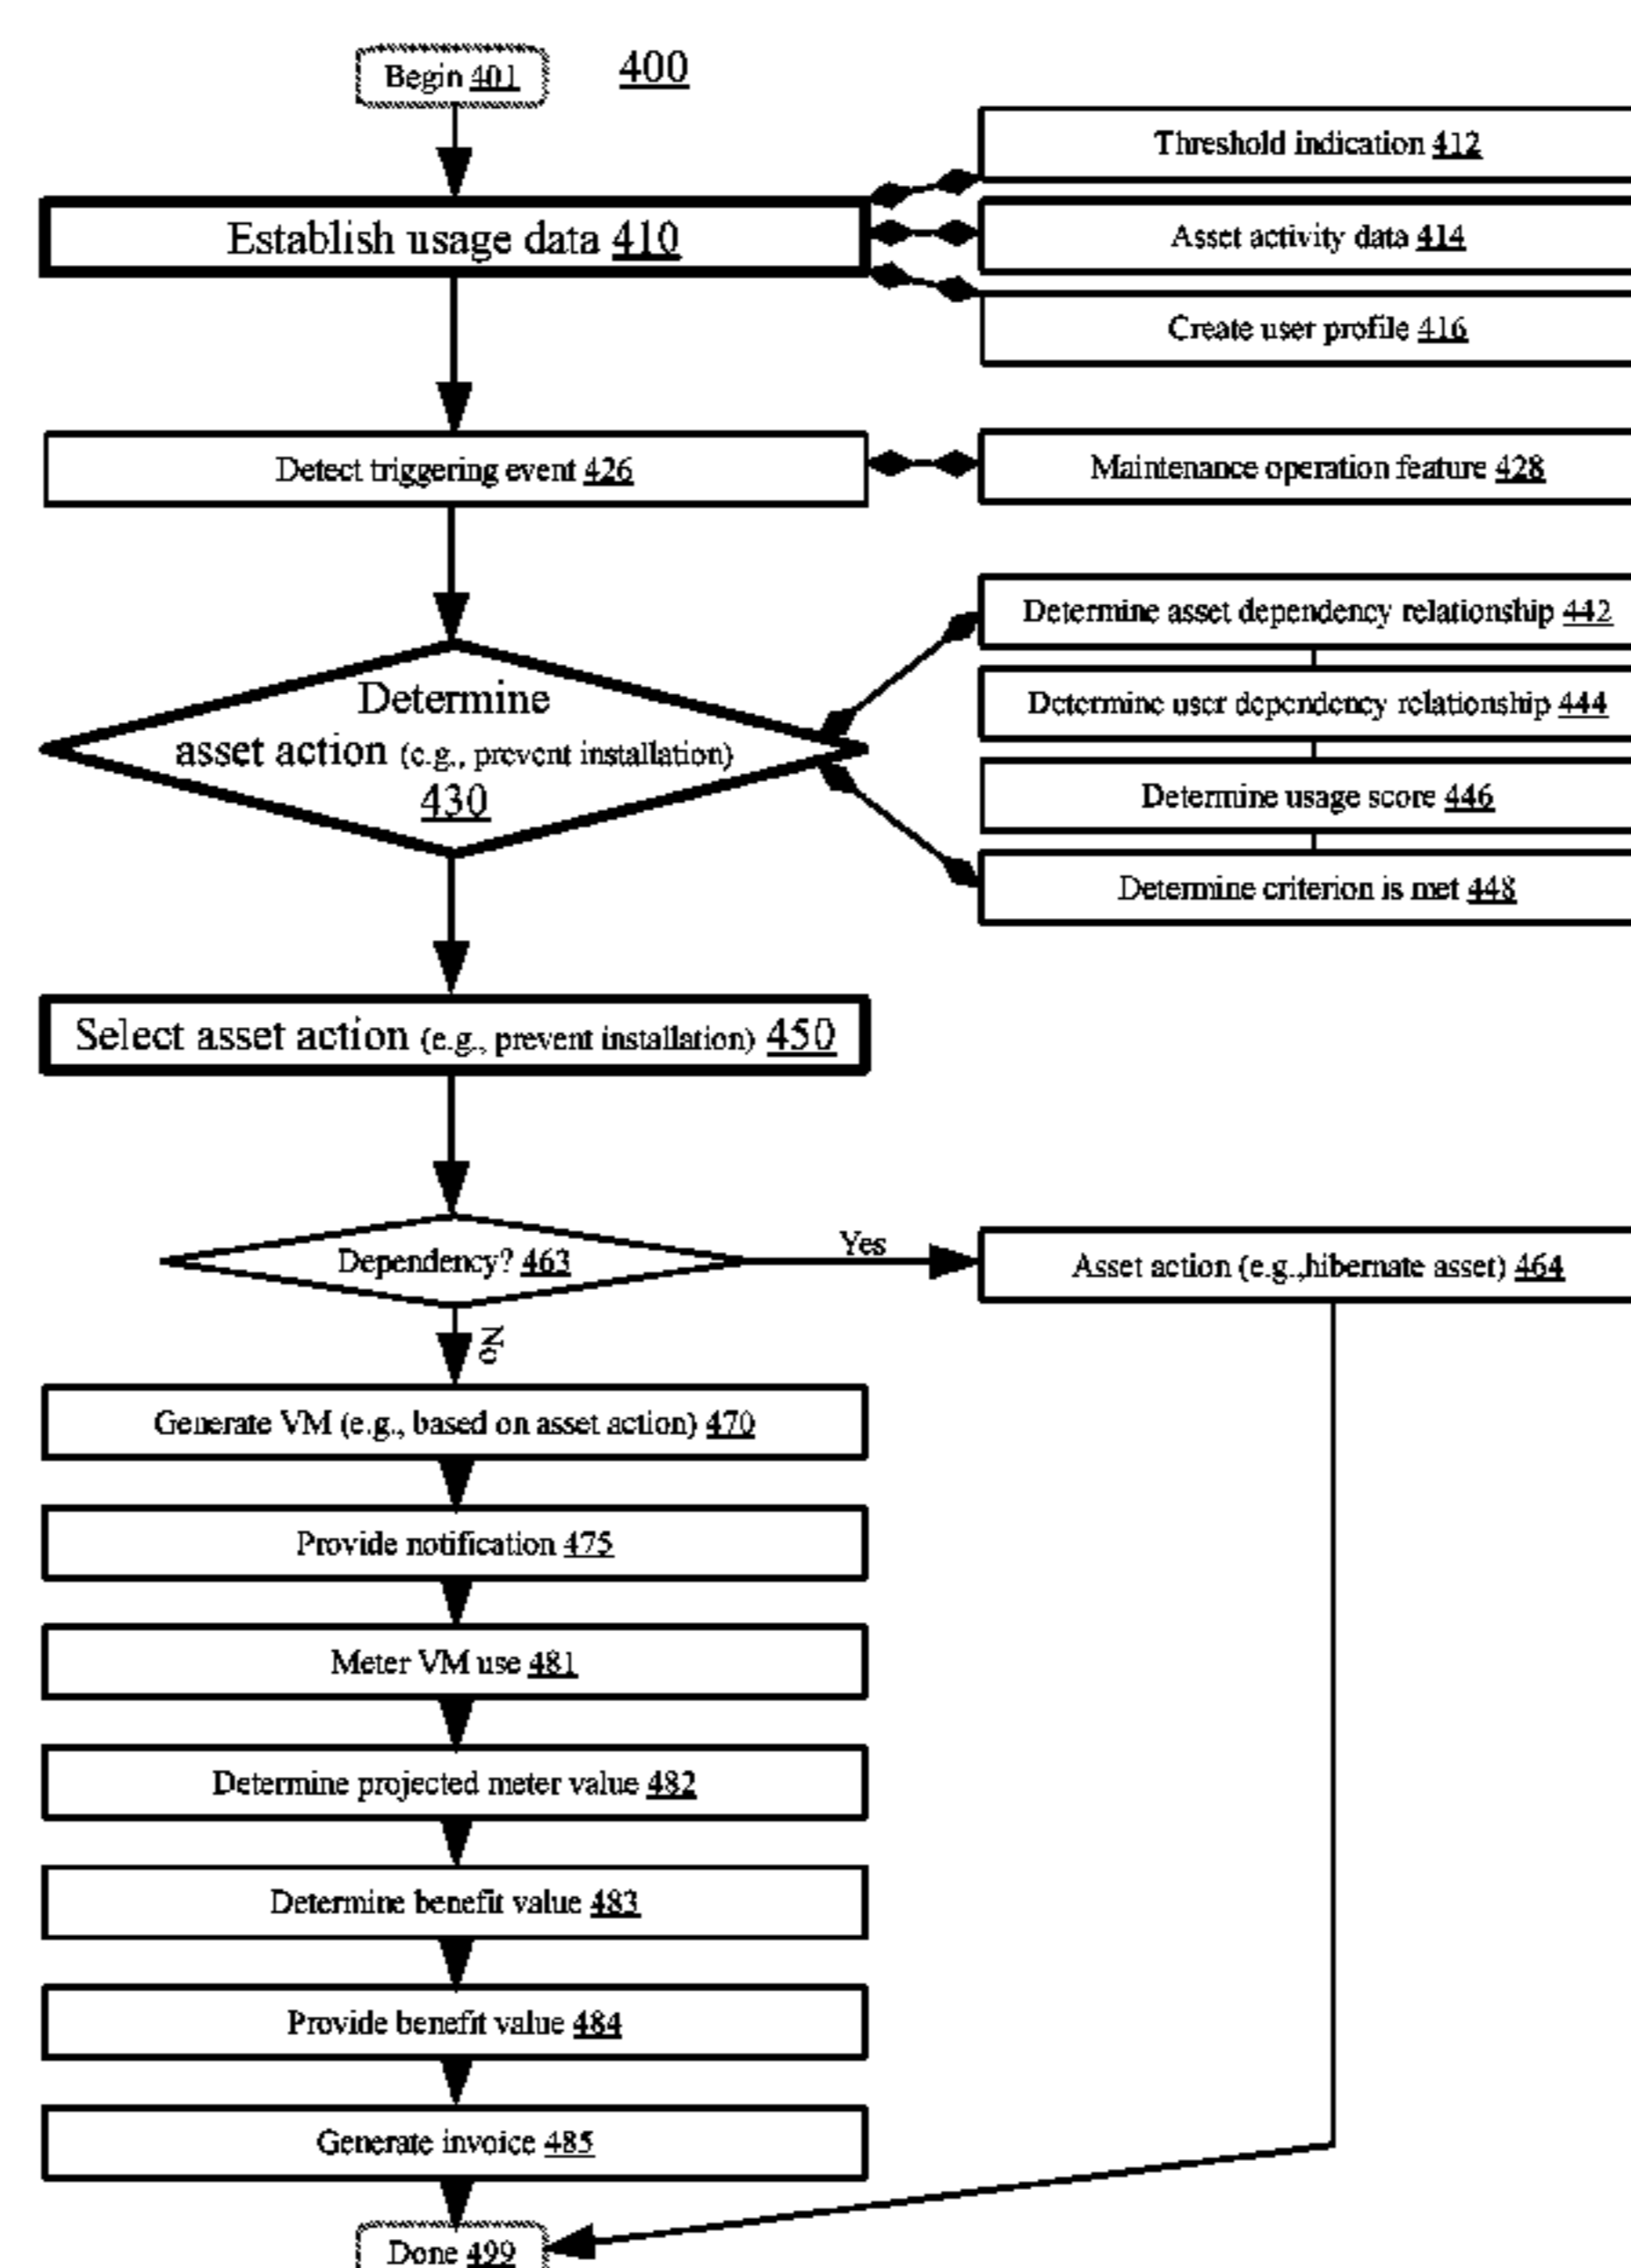 Begin 401
400
Threshold indication 412
Establish usage data 410
Asset activity data 414
Create user profile 416
Detect triggering event 426
Maintenance operation feature 428
Determine asset dependency relationship 442
Determine
asset action (e.g., prevent installation)
430
Determine user dependency relationship 444
Determine usage score 446
Determine criterion is met 448
Select asset action (e.g., prevent installation) 450
Dependency? 463
Yes
Asset action (e.g.,hibernate asset) 464
No
Generate VM (e.g., based on asset action) 470
Provide notification 475
Meter VM use 481
Determine projected meter value 482
Determine benefit value 483
Provide benefit value 484
Generate invoice 485
Done 499